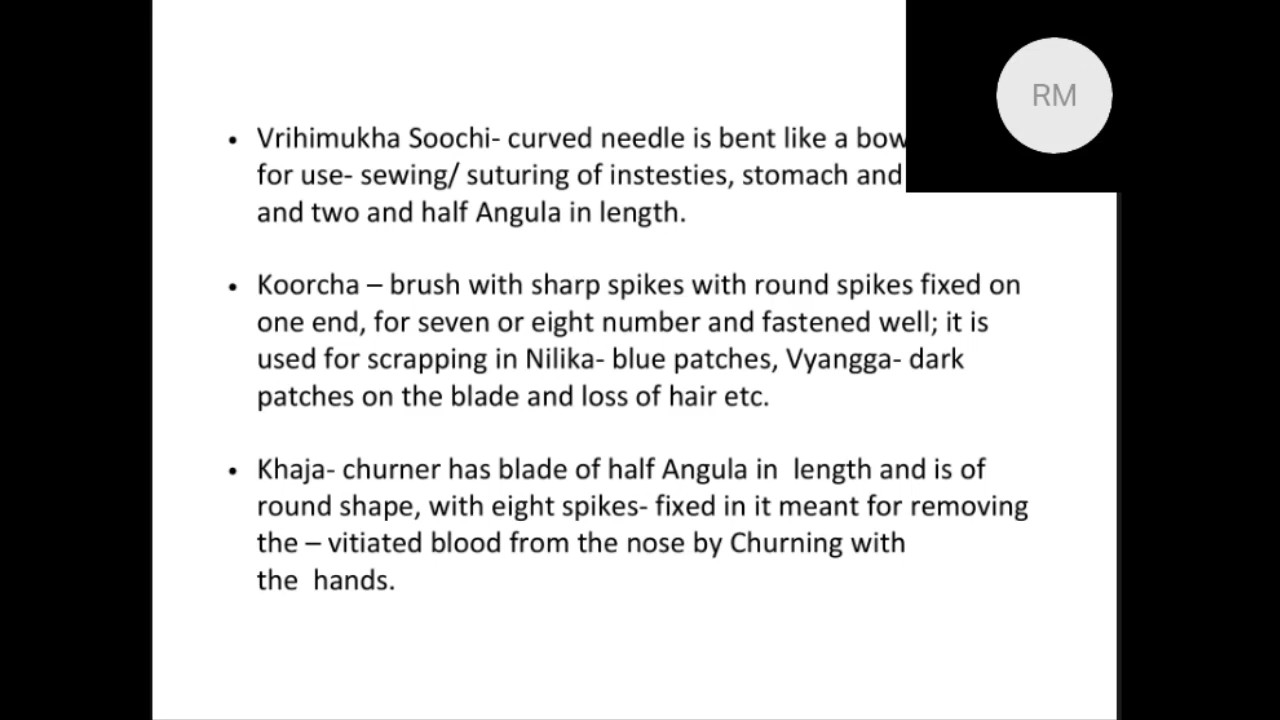 RM
• Vrihimukha Soochi- curved needle is bent like a bow
for use- sewing/ suturing of instesties, stomach and
and two and half Angula in length.
• Koorcha – brush with sharp spikes with round spikes fixed on
one end, for seven or eight number and fastened well; it is
used for scrapping in Nilika- blue patches, Vyangga- dark
patches on the blade and loss of hair etc.
• Khaja- churner has blade of half Angula in  length and is of
round shape, with eight spikes- fixed in it meant for removing
the – vitiated blood from the nose by Churning with
the  hands.